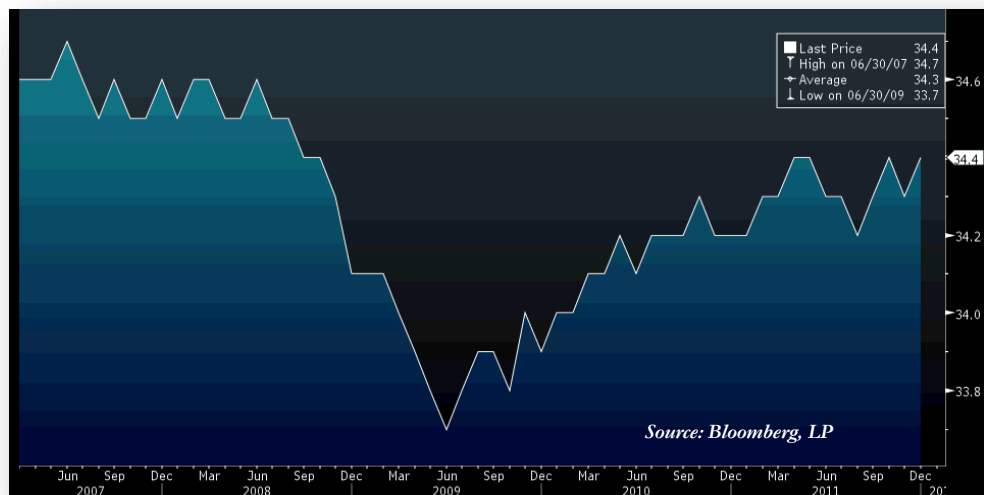 Last Price 34.4
High on 06/30/07 34.7
Average 34.3
Low on 06/30/09 33.7
34.6
34.4
34.2
34.0
33.8
Source: Bloomberg, LP
Jun Sep Dec Mar Jun Sep Dec Mar Jun Sep Dec Mar Jun Sep Dec Mar Jun Sep Dec
2007 2008 2009 2010 2011 201